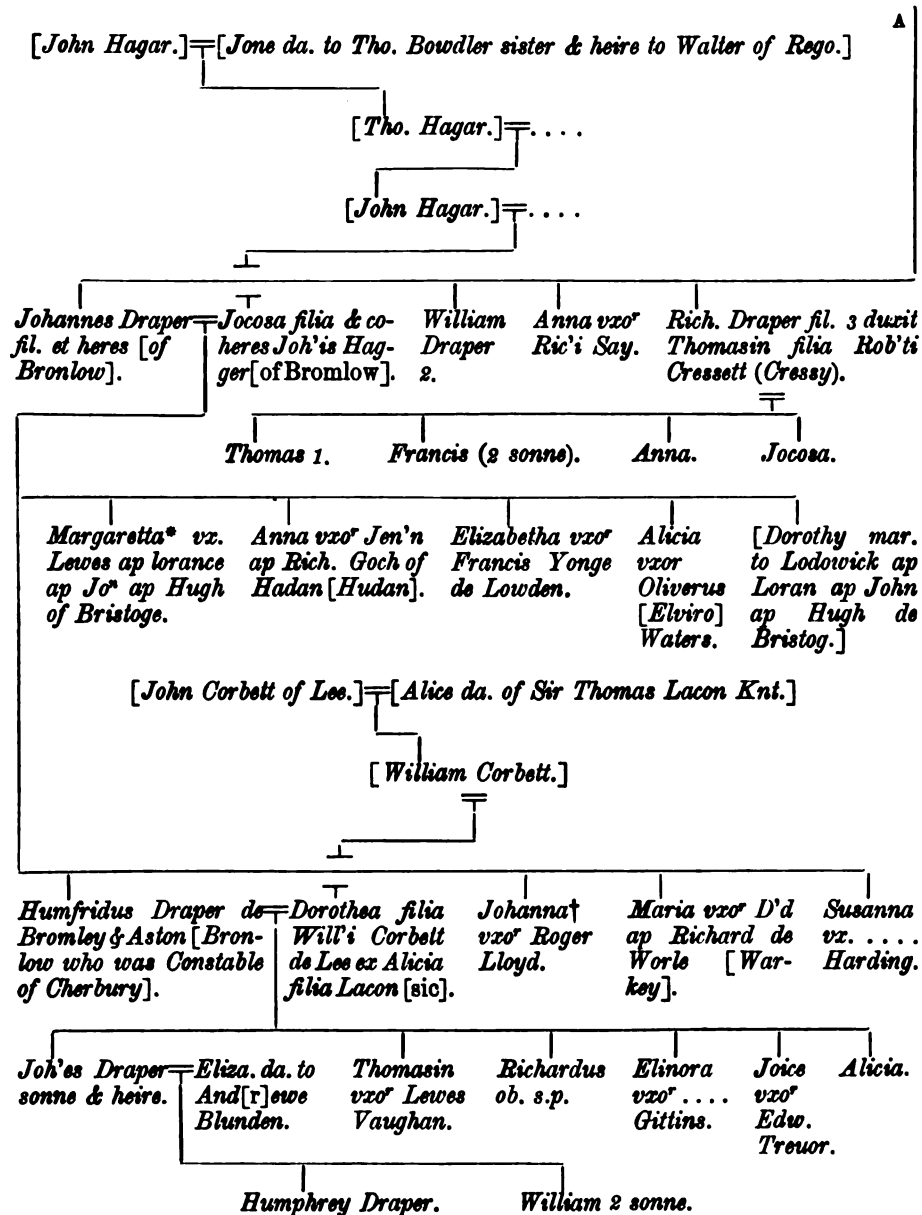 A
[John Hagar.]=[Jone da. to Tho. Bowdler sister & heire to Walter of Rego.]
[Tho. Hagar.]=. . . .
[John Hagar.]=. . . .
Johannes Draper=
fil. et heres [of
Bronlow].
Jocosa filia & co-
heres Joh'is Hag-
ger[of Bromlow].
William
Draper
2.
Anna vxoʳ
Ric'i Say.
Rich. Draper fil. 3 duxit
Thomasin filia Rob'ti
Cressett (Cressy).
Thomas 1.
Francis (2 sonne).
Anna.
Jocosa.
Margaretta* vx.
Lewes ap lorance
ap Joⁿ ap Hugh
of Bristoge.
Anna vxoʳ Jen'n
ap Rich. Goch of
Hadan [Hudan].
Elizabetha vxoʳ
Francis Yonge
de Lowden.
Alicia
vxor
Oliverus
[Elviro]
Waters.
[Dorothy mar.
to Lodowick ap
Loran ap John
ap Hugh de
Bristog.]
[John Corbett of Lee.]=[Alice da. of Sir Thomas Lacon Knt.]
[William Corbett.]
Humfridus Draper de=
Bromley & Aston [Bron-
low who was Constable
of Cherbury].
Dorothea filia
Will'i Corbett
de Lee ex Alicia
filia Lacon [sic].
Johanna†
vxoʳ Roger
Lloyd.
Maria vxoʳ D'd
ap Richard de
Worle [War-
key].
Susanna
vx. . . . .
Harding.
Joh'es Draper=
sonne & heire.
Eliza. da. to
And[r]ewe
Blunden.
Thomasin
vxoʳ Lewes
Vaughan.
Richardus
ob. s.p.
Elinora
vxoʳ . . . .
Gittins.
Joice
vxoʳ
Edw.
Treuor.
Alicia.
Humphrey Draper.
William 2 sonne.